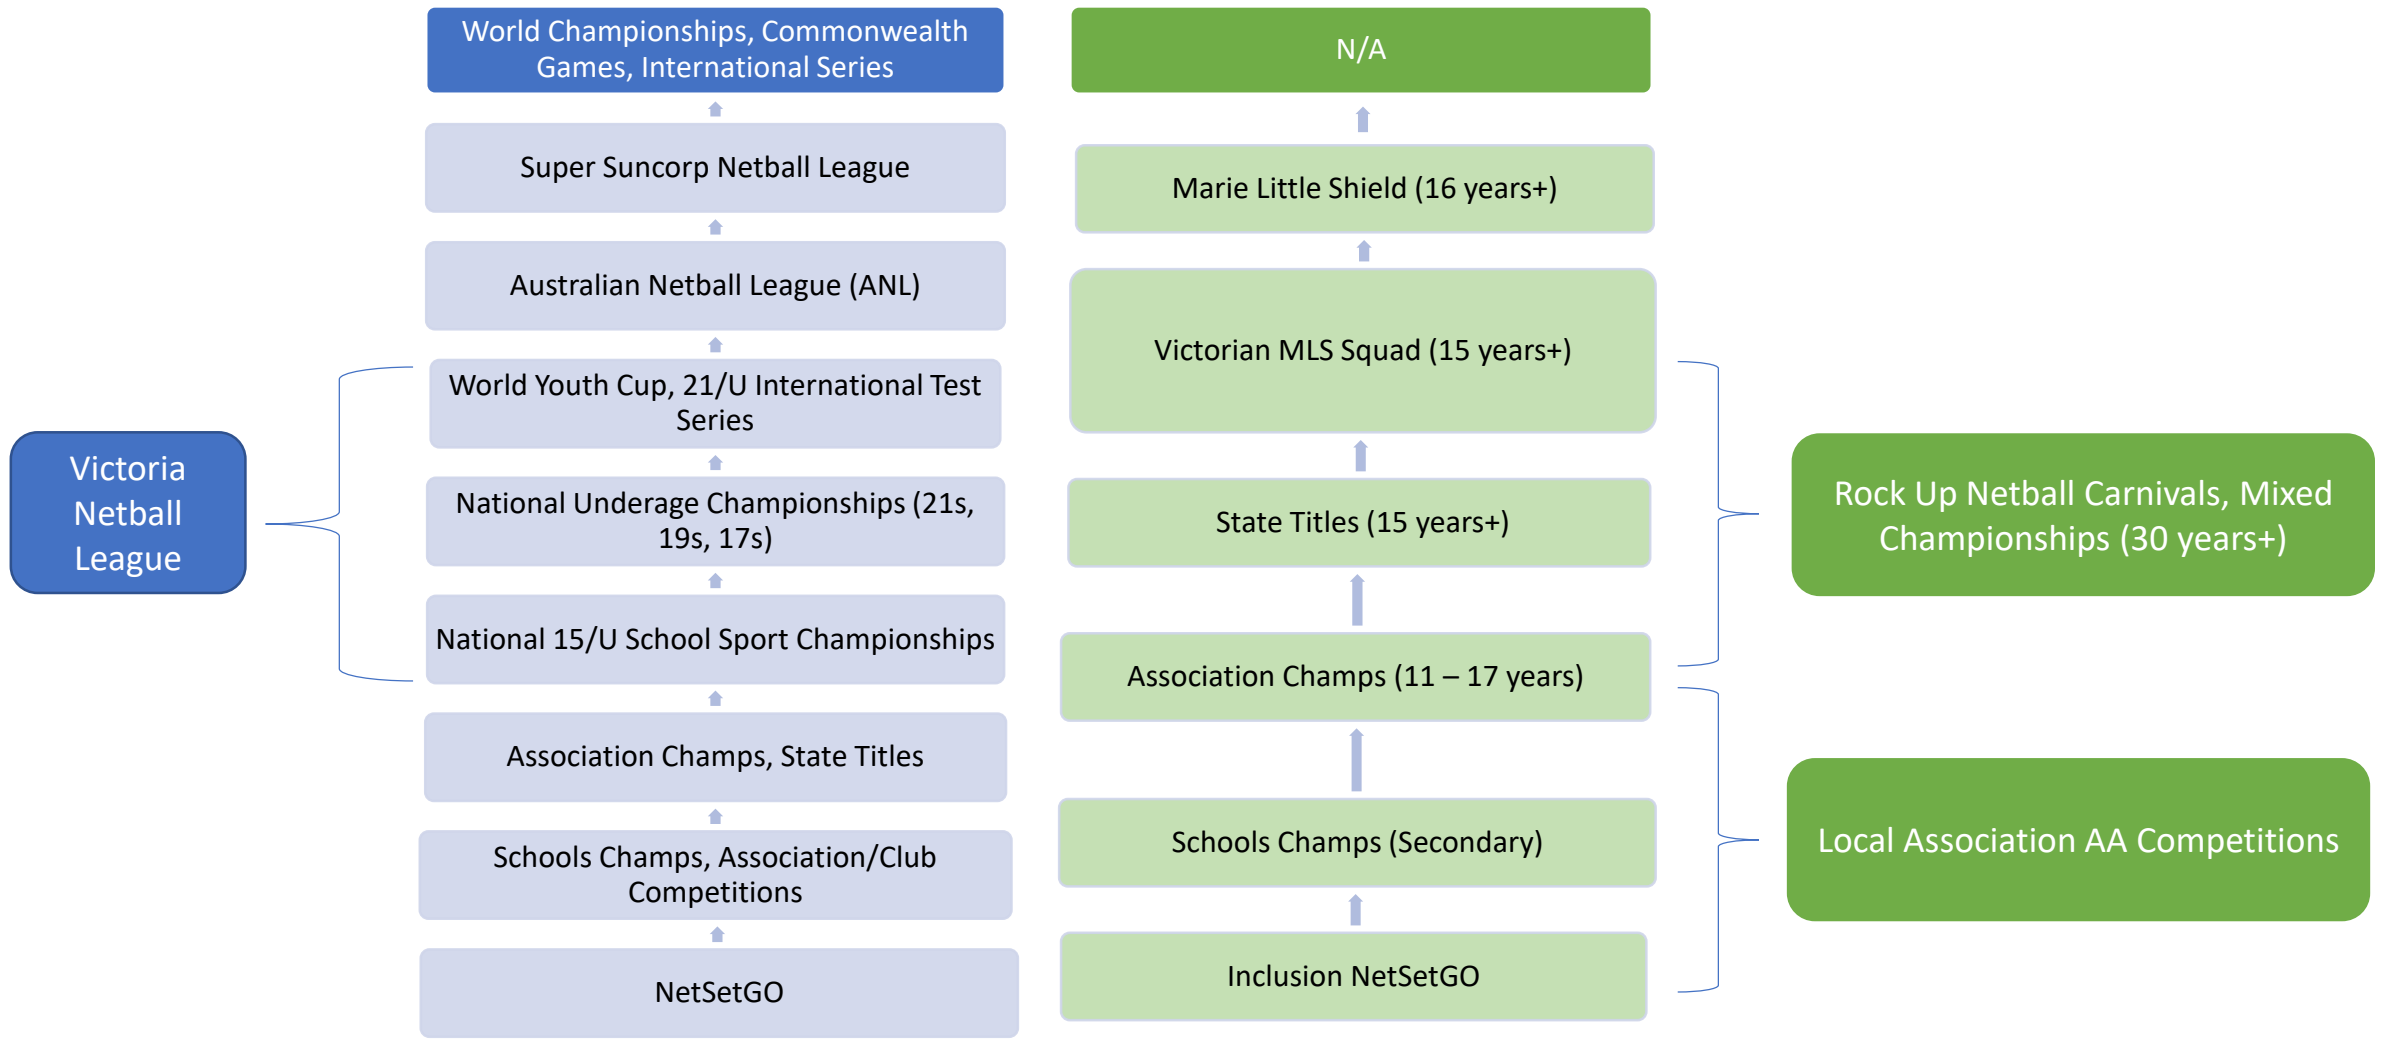 World Championships, Commonwealth
Games, International Series
Super Suncorp Netball League
Australian Netball League (ANL)
World Youth Cup, 21/U International Test
Series
National Underage Championships (21s,
19s, 17s)
National 15/U School Sport Championships
Association Champs, State Titles
Schools Champs, Association/Club
Competitions
NetSetGO
Victoria
Netball
League
N/A
Marie Little Shield (16 years+)
Victorian MLS Squad (15 years+)
State Titles (15 years+)
Association Champs (11 – 17 years)
Schools Champs (Secondary)
Inclusion NetSetGO
Rock Up Netball Carnivals, Mixed
Championships (30 years+)
Local Association AA Competitions